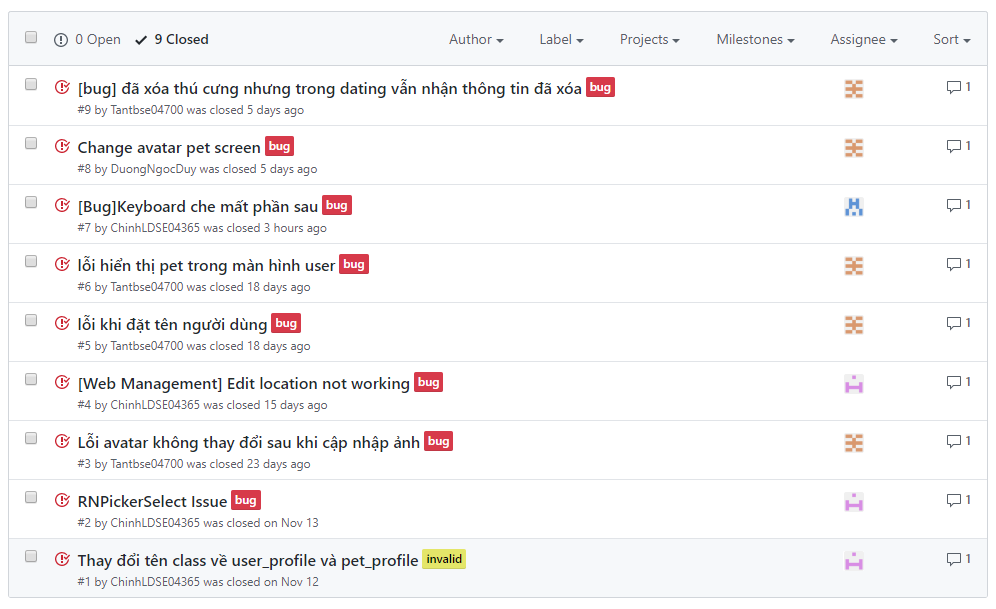 0 Open 9 Closed Author Label Projects Milestones Assignee Sort
[bug] đã xóa thú cưng nhưng trong dating vẫn nhận thông tin đã xóa bug 1
#9 by Tantbse04700 was closed 5 days ago
Change avatar pet screen bug 1
#8 by DuongNgocDuy was closed 5 days ago
[Bug]Keyboard che mất phần sau bug 1
#7 by ChinhLDSE04365 was closed 3 hours ago
lỗi hiển thị pet trong màn hình user bug 1
#6 by Tantbse04700 was closed 18 days ago
lỗi khi đặt tên người dùng bug 1
#5 by Tantbse04700 was closed 18 days ago
[Web Management] Edit location not working bug 1
#4 by ChinhLDSE04365 was closed 15 days ago
Lỗi avatar không thay đổi sau khi cập nhập ảnh bug 1
#3 by Tantbse04700 was closed 23 days ago
RNPickerSelect Issue bug 1
#2 by ChinhLDSE04365 was closed on Nov 13
Thay đổi tên class về user_profile và pet_profile invalid 1
#1 by ChinhLDSE04365 was closed on Nov 12